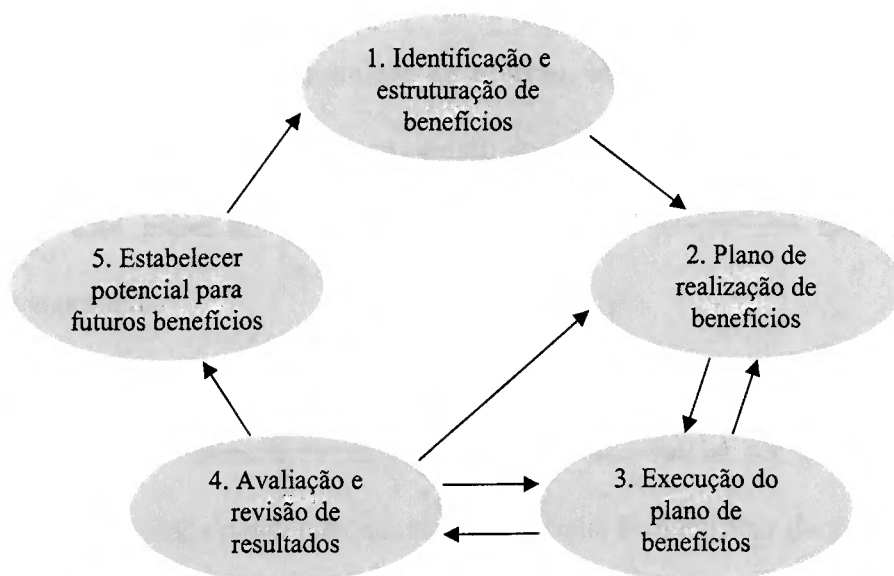 1. Identificação e
estruturação de
benefícios
2. Plano de
realização de
benefícios
3. Execução do
plano de
benefícios
4. Avaliação e
revisão de
resultados
5. Estabelecer
potencial para
futuros benefícios